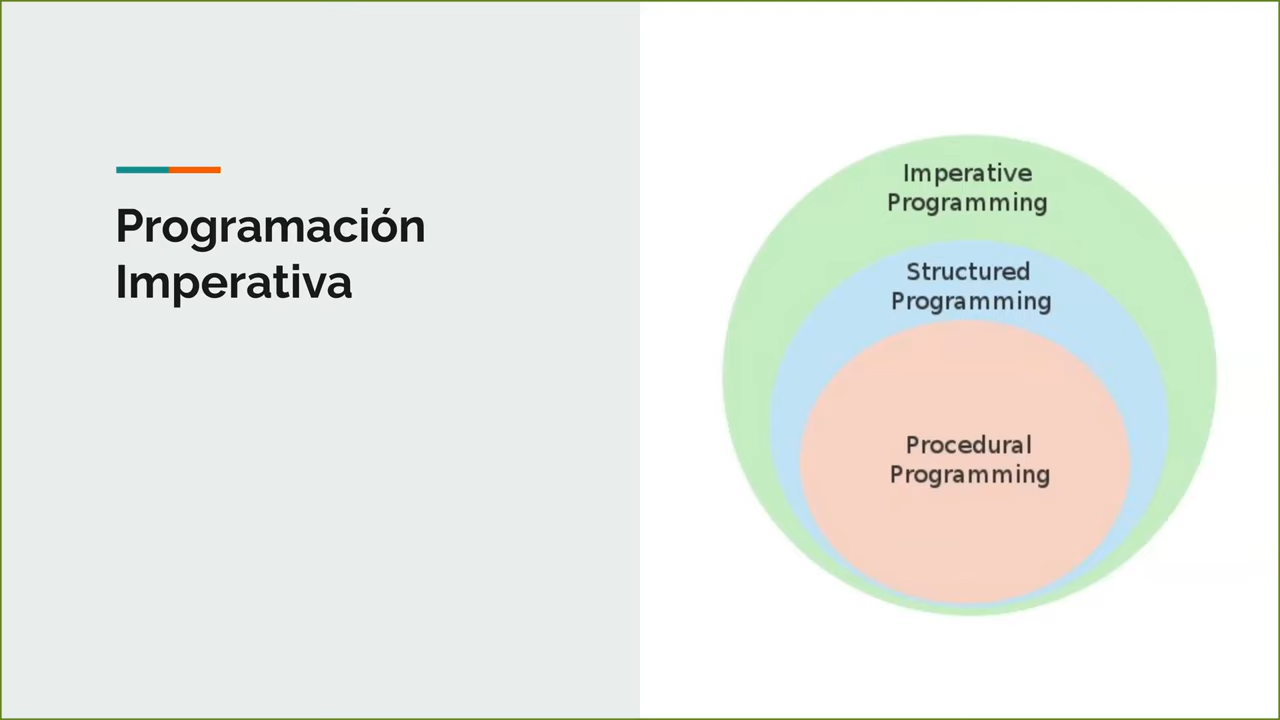 Programación
Imperativa
Imperative
Programming
Structured
Programming
Procedural
Programming